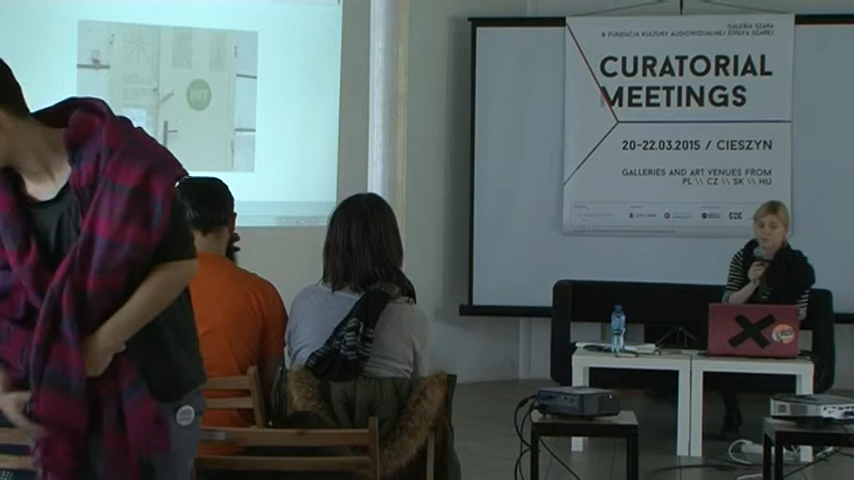 GALERIA SZARA
& FUNDACJA KULTURY AUDIOWIZUALNEJ STREFA SZAREJ
CURATORIAL
MEETINGS
20-22.03.2015 / CIESZYN
GALLERIES AND ART VENUES FROM
PL \\ CZ \\ SK \\ HU